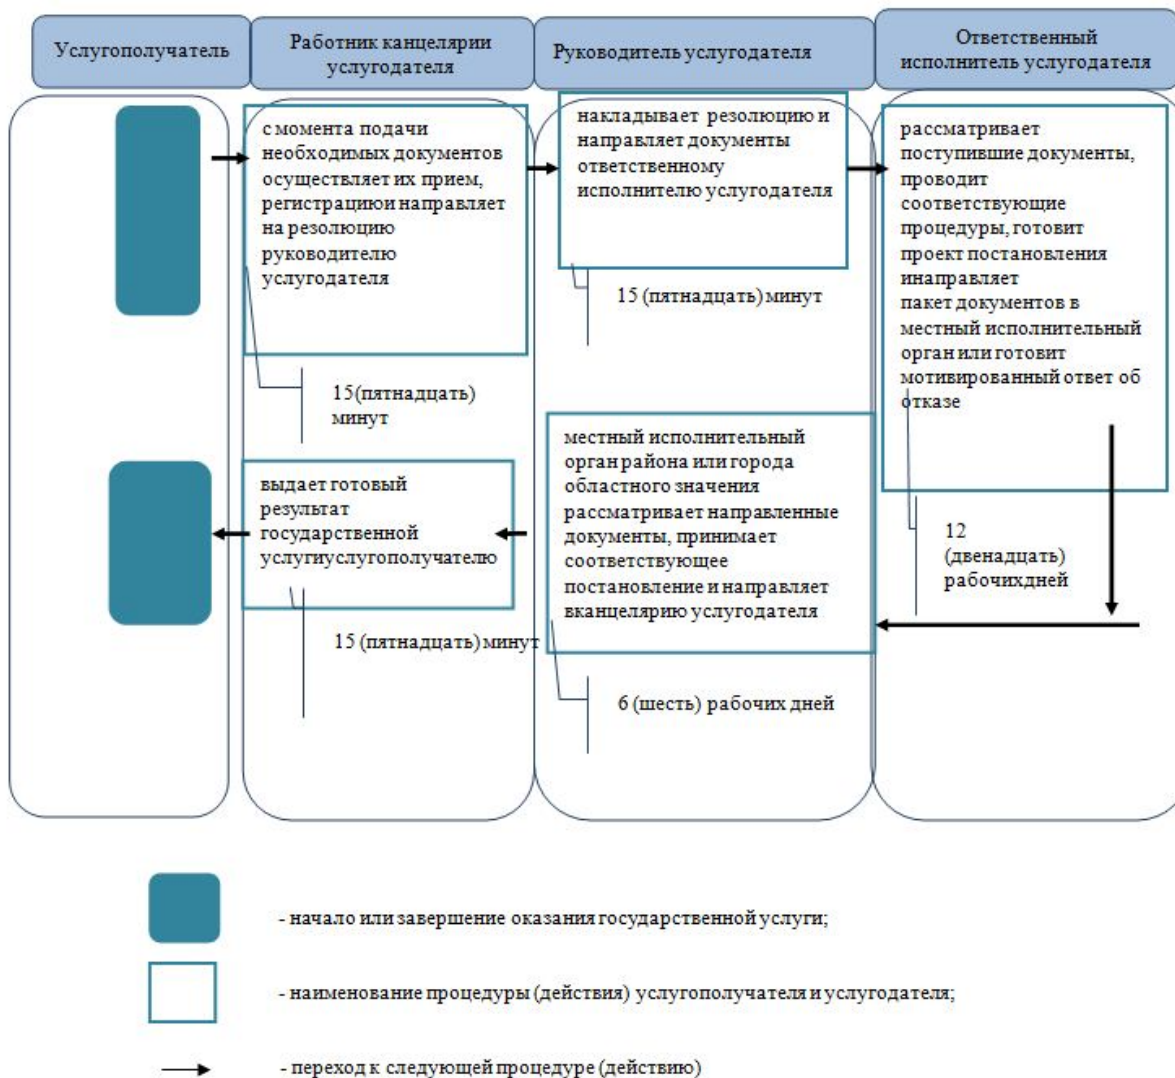 Услугополучатель
Работник канцелярии
услугодателя
Руководитель услугодателя
Ответственный
исполнитель услугодателя
с момента подачи
необходимых документов
осуществляет их прием,
регистрациюи направляет
на резолюцию
руководителю
услугодателя
15(пятнадцать)
минут
накладывает резолюцию и
направляет документы
ответственному
исполнителю услугодателя
15 (пятнадцать) минут
рассматривает
поступившие документы,
проводит
соответствующие
процедуры, готовит
проект постановления
инаправляет
пакет документов в
местный исполнительный
орган или готовит
мотивированный ответ об
отказе
12
(двенадцать)
рабочихдней
местный исполнительный
орган района или города
областного значения
рассматривает направленные
документы, принимает
соответствующее
постановление и направляет
вканцелярию услугодателя
6 (шесть) рабочих дней
выдает готовый
результат
государственной
услугиуслугополучателю
15 (пятнадцать) минут
- начало или завершение оказания государственной услуги;
- наименование процедуры (действия) услугополучателя и услугодателя;
- переход к следующей процедуре (действию)